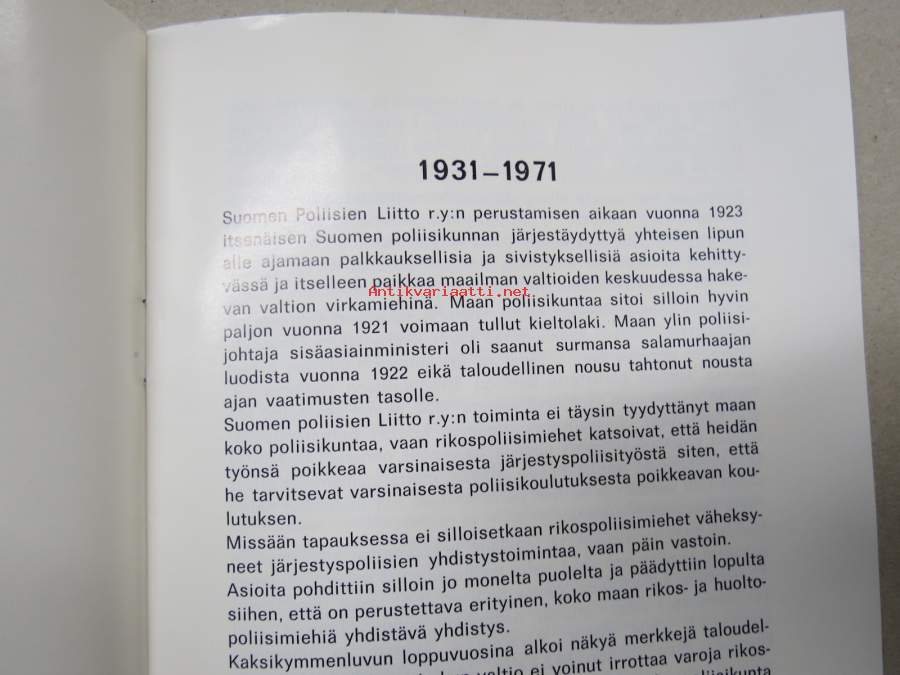 1931–1971
Suomen Poliisien Liitto r.y:n perustamisen aikaan vuonna 1923
itsenäisen Suomen poliisikunnan järjestäydyttyä yhteisen lipun
alle ajamaan palkkauksellisia ja sivistyksellisiä asioita kehitty-
vässä ja itselleen paikkaa maailman valtioiden keskuudessa hake-
Antikvariaatti.net
van valtion virkamiehinä. Maan poliisikuntaa sitoi silloin hyvin
paljon vuonna 1921 voimaan tullut kieltolaki. Maan ylin poliisi-
johtaja sisäasiainministeri oli saanut surmansa salamurhaajan
luodista vuonna 1922 eikä taloudellinen nousu tahtonut nousta
ajan vaatimusten tasolle.
Suomen poliisien Liitto r.y:n toiminta ei täysin tyydyttänyt maan
koko poliisikuntaa, vaan rikospoliisimiehet katsoivat, että heidän
työnsä poikkeaa varsinaisesta järjestyspoliisityöstä siten, että
he tarvitsevat varsinaisesta poliisikoulutuksesta poikkeavan kou-
lutuksen.
Missään tapauksessa ei silloisetkaan rikospoliisimiehet väheksy-
neet järjestyspoliisien yhdistystoimintaa, vaan päin vastoin.
Asioita pohdittiin silloin jo monelta puolelta ja päädyttiin lopulta
siihen, että on perustettava erityinen, koko maan rikos- ja huolto-
poliisimiehiä yhdistävä yhdistys.
Kaksikymmenluvun loppuvuosina alkoi näkyä merkkejä taloudel-
valtio ei voinut irrottaa varoja rikos-